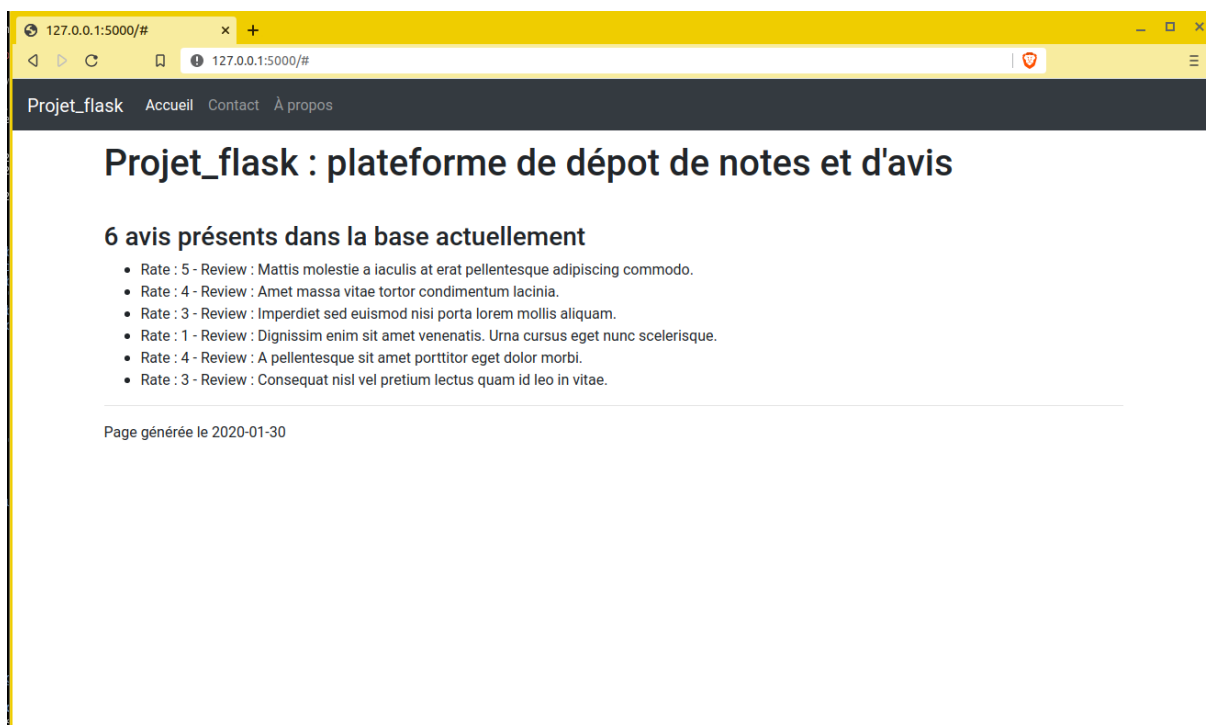 127.0.0.1:5000/#
127.0.0.1:5000/#
Projet_flask Accueil Contact À propos
Projet_flask : plateforme de dépot de notes et d'avis
6 avis présents dans la base actuellement
Rate : 5 - Review : Mattis molestie a iaculis at erat pellentesque adipiscing commodo.
Rate : 4 - Review : Amet massa vitae tortor condimentum lacinia.
Rate : 3 - Review : Imperdiet sed euismod nisi porta lorem mollis aliquam.
Rate : 1 - Review : Dignissim enim sit amet venenatis. Urna cursus eget nunc scelerisque.
Rate : 4 - Review : A pellentesque sit amet porttitor eget dolor morbi.
Rate : 3 - Review : Consequat nisl vel pretium lectus quam id leo in vitae.
Page générée le 2020-01-30